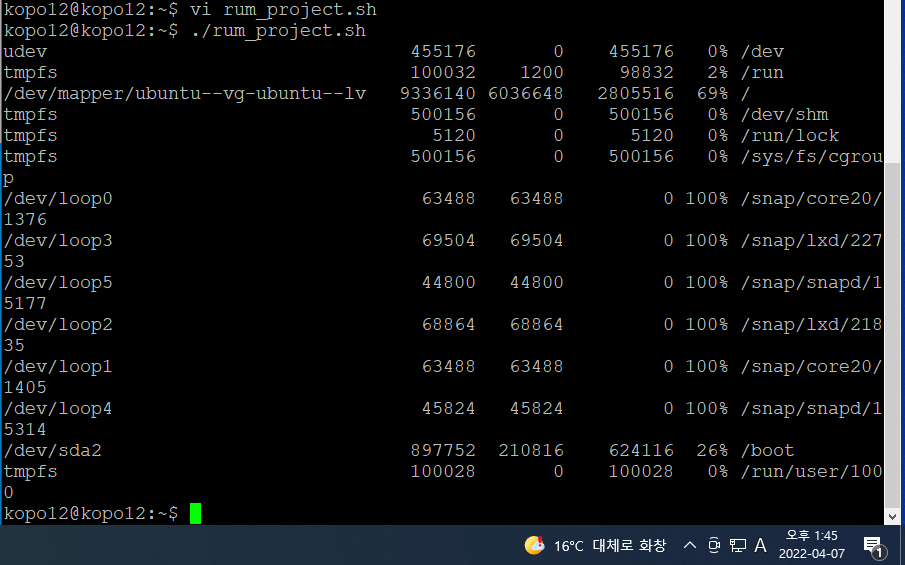 kopo12@kopo12:~$ vi rum_project.sh
kopo12@kopo12:~$ ./rum_project.sh
udev 455176 0 455176 0% /dev
tmpfs 100032 1200 98832 2% /run
/dev/mapper/ubuntu--vg-ubuntu--lv 9336140 6036648 2805516 69% /
tmpfs 500156 0 500156 0% /dev/shm
tmpfs 5120 0 5120 0% /run/lock
tmpfs 500156 0 500156 0% /sys/fs/cgrou
p
/dev/loop0 63488 63488 0 100% /snap/core20/
1376
/dev/loop3 69504 69504 0 100% /snap/lxd/227
53
/dev/loop5 44800 44800 0 100% /snap/snapd/1
5177
/dev/loop2 68864 68864 0 100% /snap/lxd/218
35
/dev/loop1 63488 63488 0 100% /snap/core20/
1405
/dev/loop4 45824 45824 0 100% /snap/snapd/1
5314
/dev/sda2 897752 210816 624116 26% /boot
tmpfs 100028 0 100028 0% /run/user/100
0
kopo12@kopo12:~$
16°C 대체로 화창 A 오후 1:45
2022-04-07
1